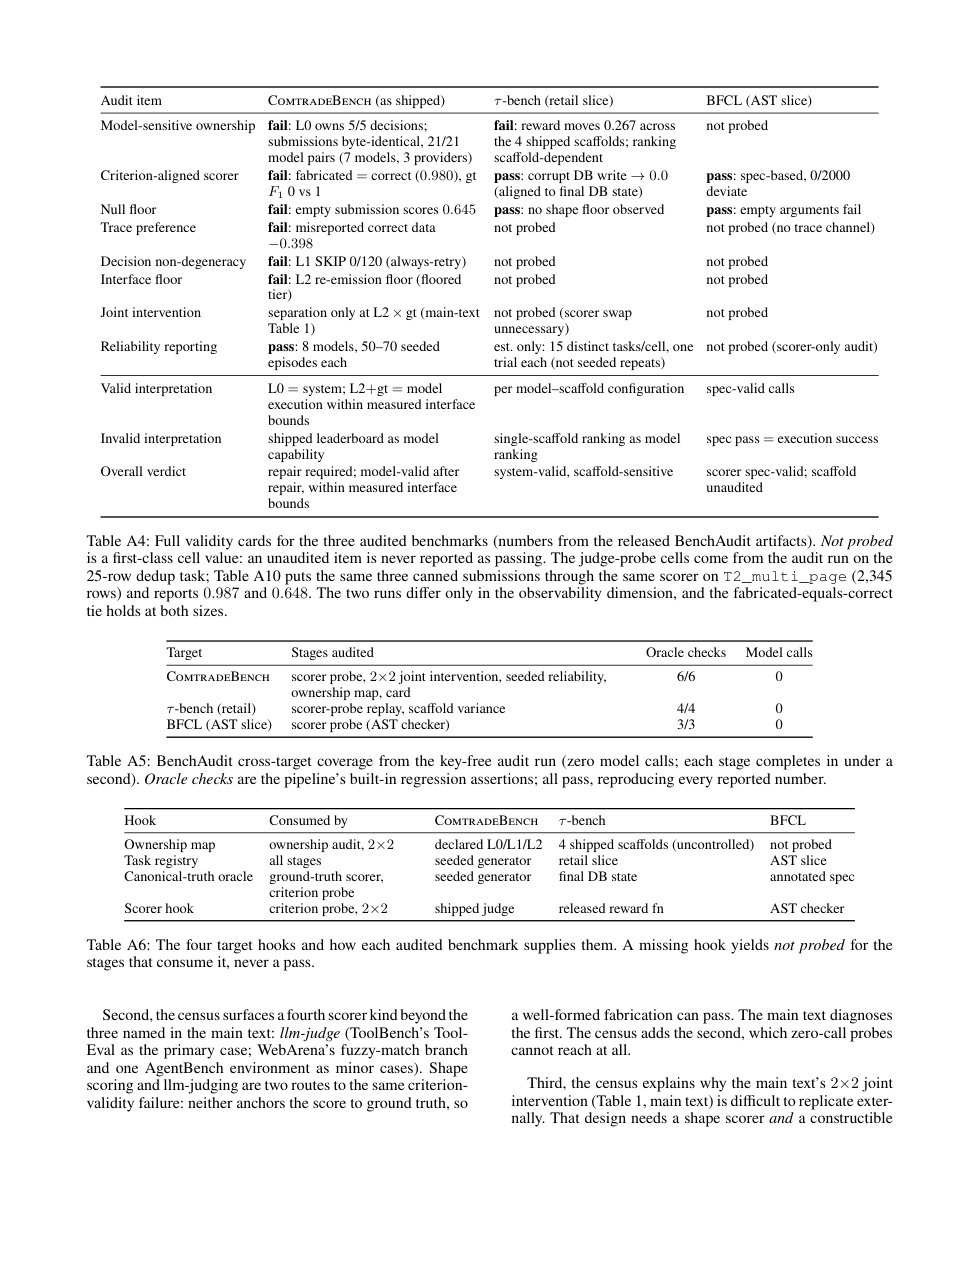 Audit item COMTRADEBENCH (as shipped) τ-bench (retail slice) BFCL (AST slice)
Model-sensitive ownership fail: L0 owns 5/5 decisions; fail: reward moves 0.267 across not probed
submissions byte-identical, 21/21 the 4 shipped scaffolds; ranking
model pairs (7 models, 3 providers) scaffold-dependent
Criterion-aligned scorer fail: fabricated = correct (0.980), gt pass: corrupt DB write → 0.0 pass: spec-based, 0/2000
F1 0 vs 1 (aligned to final DB state) deviate
Null floor fail: empty submission scores 0.645 pass: no shape floor observed pass: empty arguments fail
Trace preference fail: misreported correct data not probed not probed (no trace channel)
−0.398
Decision non-degeneracy fail: L1 SKIP 0/120 (always-retry) not probed not probed
Interface floor fail: L2 re-emission floor (floored not probed not probed
tier)
Joint intervention separation only at L2 × gt (main-text not probed (scorer swap not probed
Table 1) unnecessary)
Reliability reporting pass: 8 models, 50–70 seeded est. only: 15 distinct tasks/cell, one not probed (scorer-only audit)
episodes each trial each (not seeded repeats)
Valid interpretation L0 = system; L2+gt = model per model–scaffold configuration spec-valid calls
execution within measured interface
bounds
Invalid interpretation shipped leaderboard as model single-scaffold ranking as model spec pass = execution success
capability ranking
Overall verdict repair required; model-valid after system-valid, scaffold-sensitive scorer spec-valid; scaffold
repair, within measured interface unaudited
bounds
Table A4: Full validity cards for the three audited benchmarks (numbers from the released BenchAudit artifacts). Not probed
is a first-class cell value: an unaudited item is never reported as passing. The judge-probe cells come from the audit run on the
25-row dedup task; Table A10 puts the same three canned submissions through the same scorer on T2_multi_page (2,345
rows) and reports 0.987 and 0.648. The two runs differ only in the observability dimension, and the fabricated-equals-correct
tie holds at both sizes.
Target Stages audited Oracle checks Model calls
COMTRADEBENCH scorer probe, 2×2 joint intervention, seeded reliability, 6/6 0
ownership map, card
τ-bench (retail) scorer-probe replay, scaffold variance 4/4 0
BFCL (AST slice) scorer probe (AST checker) 3/3 0
Table A5: BenchAudit cross-target coverage from the key-free audit run (zero model calls; each stage completes in under a
second). Oracle checks are the pipeline's built-in regression assertions; all pass, reproducing every reported number.
Hook Consumed by COMTRADEBENCH τ-bench BFCL
Ownership map ownership audit, 2×2 declared L0/L1/L2 4 shipped scaffolds (uncontrolled) not probed
Task registry all stages seeded generator retail slice AST slice
Canonical-truth oracle ground-truth scorer, seeded generator final DB state annotated spec
criterion probe
Scorer hook criterion probe, 2×2 shipped judge released reward fn AST checker
Table A6: The four target hooks and how each audited benchmark supplies them. A missing hook yields not probed for the
stages that consume it, never a pass.
Second, the census surfaces a fourth scorer kind beyond the
three named in the main text: llm-judge (ToolBench's Tool-
Eval as the primary case; WebArena's fuzzy-match branch
and one AgentBench environment as minor cases). Shape
scoring and llm-judging are two routes to the same criterion-
validity failure: neither anchors the score to ground truth, so
a well-formed fabrication can pass. The main text diagnoses
the first. The census adds the second, which zero-call probes
cannot reach at all.
Third, the census explains why the main text's 2×2 joint
intervention (Table 1, main text) is difficult to replicate exter-
nally. That design needs a shape scorer and a constructible